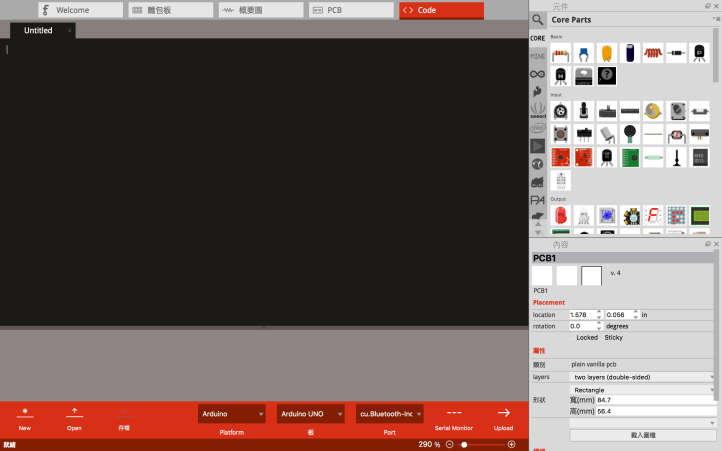 Welcome
麵包板
概要圖
PCB
Code
Untitled
New
Open
存檔
Arduino
Platform
Arduino UNO
板
cu.Bluetooth-Inc
Port
Serial Monitor
Upload
就緒
290 %
元件
Core Parts
CORE
MINE
Basic
Input
Output
seeed
intel
PA
內容
PCB1
v. 4
PCB1
Placement
location 1.578 0.056 in
rotation 0.0 degrees
Locked Sticky
屬性
類別 plain vanilla pcb
layers two layers (double-sided)
形狀 Rectangle
寬(mm) 84.7
高(mm) 56.4
載入圖檔